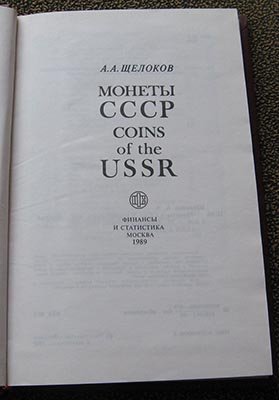 А.А.ЩЕЛОКОВ
МОНЕТЫ
СССР
COINS
of the
USSR
ФИНАНСЫ
И СТАТИСТИКА
МОСКВА
1989